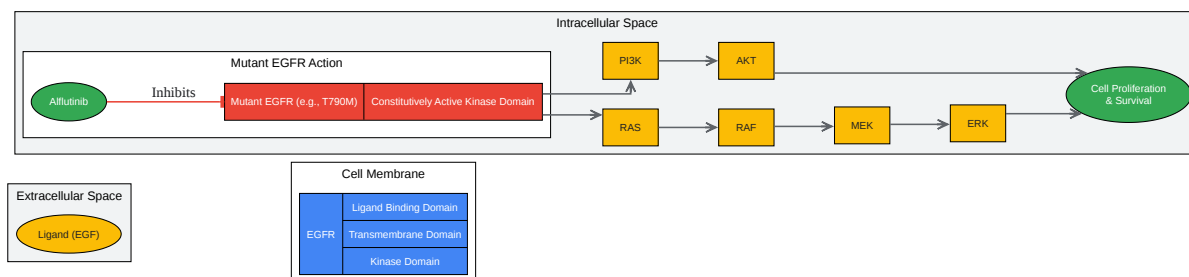 Intracellular Space
Mutant EGFR Action
Alflutinib
Inhibits
Mutant EGFR (e.g., T790M)
Constitutively Active Kinase Domain
PI3K
AKT
RAS
RAF
MEK
ERK
Cell Proliferation
& Survival
Extracellular Space
Ligand (EGF)
Cell Membrane
EGFR
Ligand Binding Domain
Transmembrane Domain
Kinase Domain